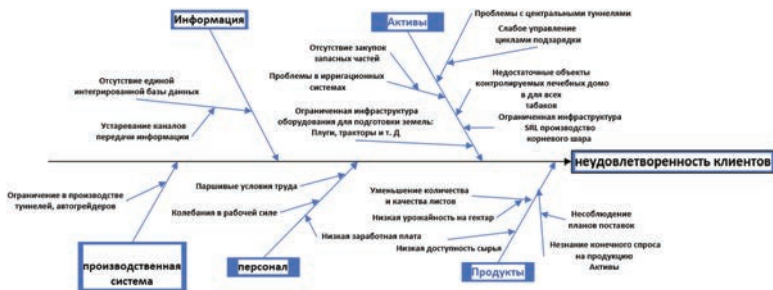 Информация
Активы
Проблемы с центральными туннелями
Слабое управление
циклами подзарядки
Отсутствие закупок
запасных частей
Проблемы в ирригационных
системах
Отсутствие единой
интегрированной базы данных
Недостаточные объекты
контролируемых лечебных домо
в для всех
табаков
Устаревание каналов
передачи информации
Ограниченная инфраструктура
оборудования для подготовки земель:
Плуги, тракторы и т. Д
Ограниченная инфраструктура
SRL производство
корневого шара
неудовлетворенность клиентов
Ограничение в производстве
туннелей, автогрейдеров
Паршивые условия труда
Колебания в рабочей силе
Низкая заработная плата
Уменьшение количества
и качества листов
Низкая урожайность на гектар
Низкая доступность сырья
Несоблюдение
планов поставок
Незнание конечного спроса
на продукцию
Активы
производственная
система
персонал
Продукты